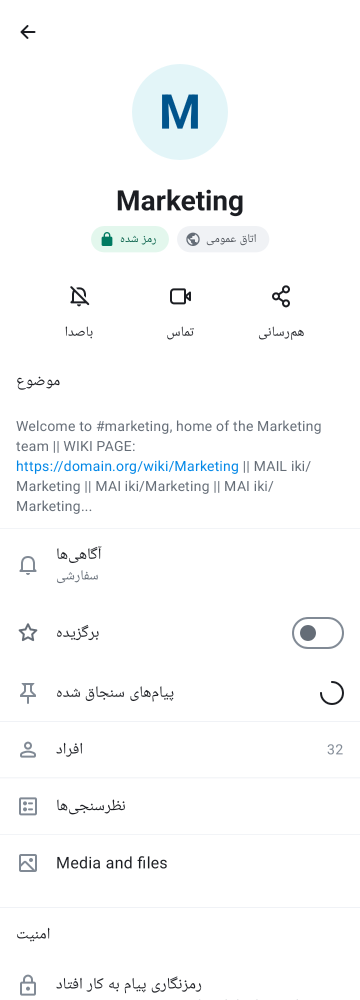 M
Marketing
رمز شده
اتاق عمومی
باصدا
تماس
هم‌رسانی
موضوع
Welcome to #marketing, home of the Marketing
team || WIKI PAGE:
https://domain.org/wiki/Marketing || MAIL iki/
Marketing || MAI iki/Marketing || MAI iki/
Marketing...
آگاهی‌ها
سفارشی
برگزیده
پیام‌های سنجاق شده
افراد
32
نظرسنجی‌ها
Media and files
امنیت
رمزنگاری پیام به کار افتاد